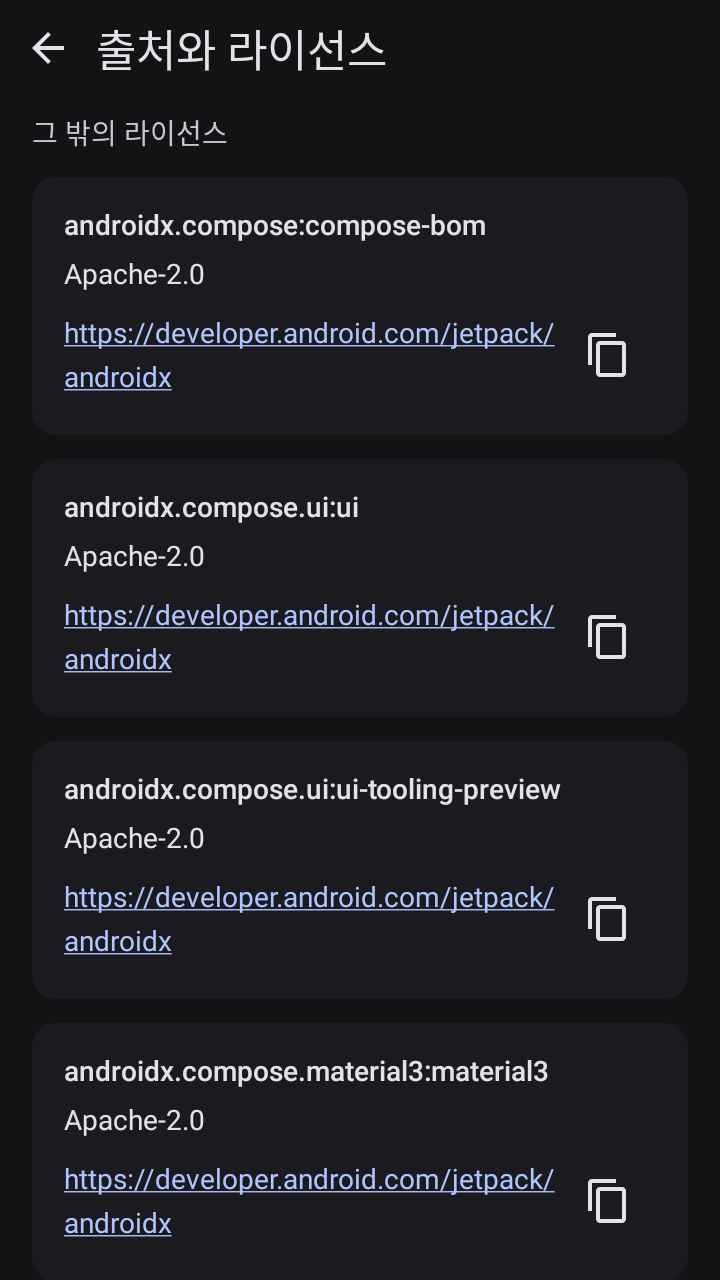 출처와 라이선스
그 밖의 라이선스
androidx.compose:compose-bom
Apache-2.0
https://developer.android.com/jetpack/
androidx
androidx.compose.ui:ui
Apache-2.0
https://developer.android.com/jetpack/
androidx
androidx.compose.ui:ui-tooling-preview
Apache-2.0
https://developer.android.com/jetpack/
androidx
androidx.compose.material3:material3
Apache-2.0
https://developer.android.com/jetpack/
androidx